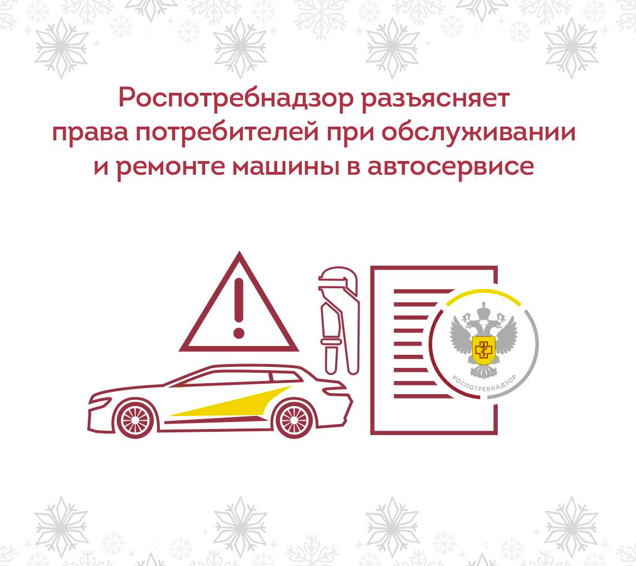 Роспотребнадзор разъясняет
права потребителей при обслуживании
и ремонте машины в автосервисе
РОСПОТРЕБНАДЗОР